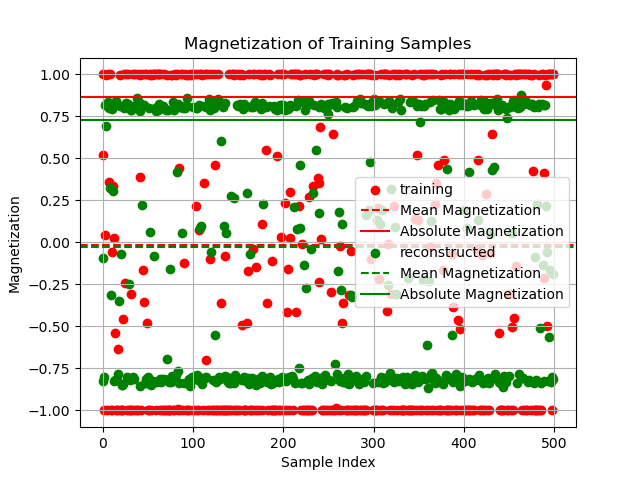 Magnetization of Training Samples
Magnetization
1.00
0.75
0.50
0.25
0.00
−0.25
−0.50
−0.75
−1.00
training
Mean Magnetization
Absolute Magnetization
reconstructed
Mean Magnetization
Absolute Magnetization
0 100 200 300 400 500
Sample Index